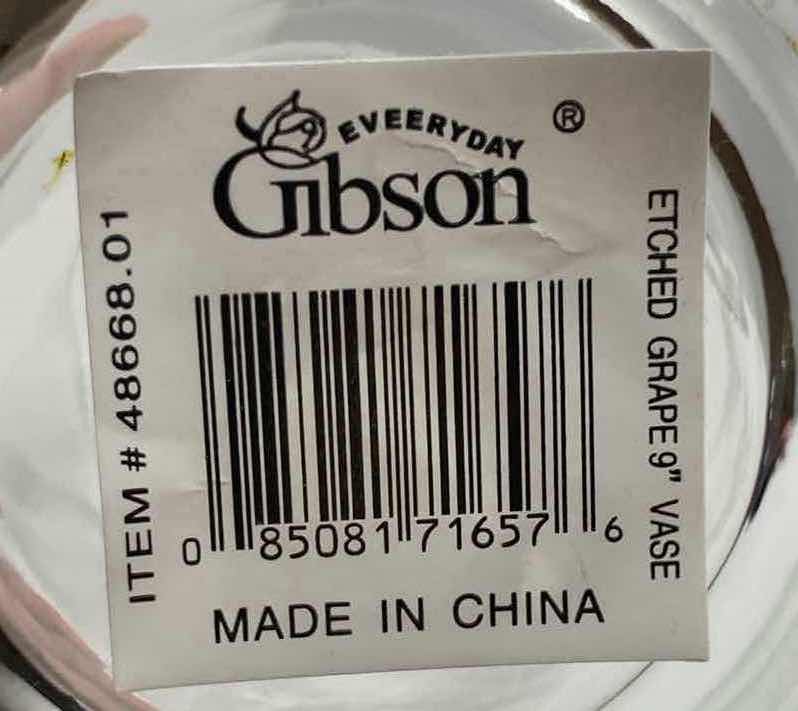 EVEERYDAY ®
Gibson
ITEM # 48668.01
ETCHED GRAPE 9" VASE
0 85081 71657 6
MADE IN CHINA